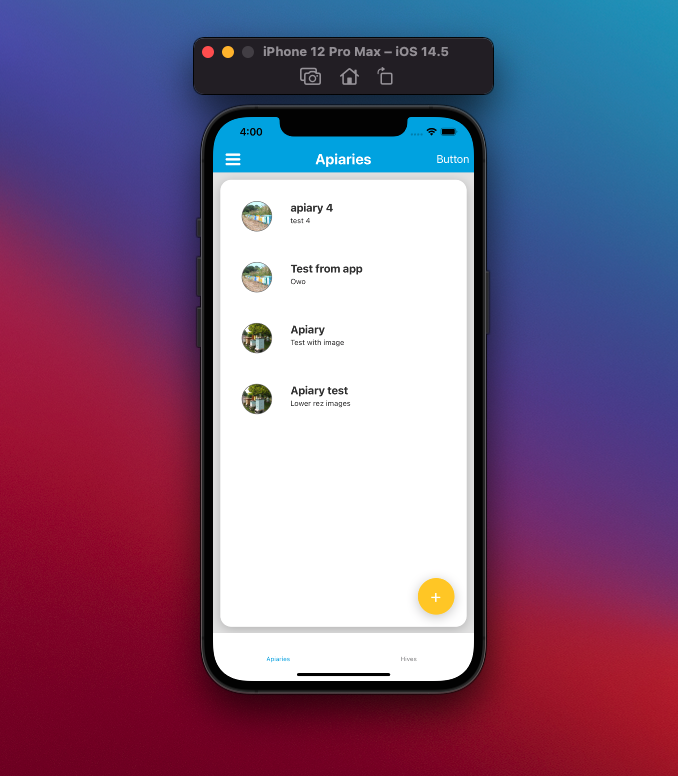 iPhone 12 Pro Max – iOS 14.5
4:00
Apiaries
Button
apiary 4
test 4
Test from app
Owo
Apiary
Test with image
Apiary test
Lower rez images
+
Apiaries
Hives